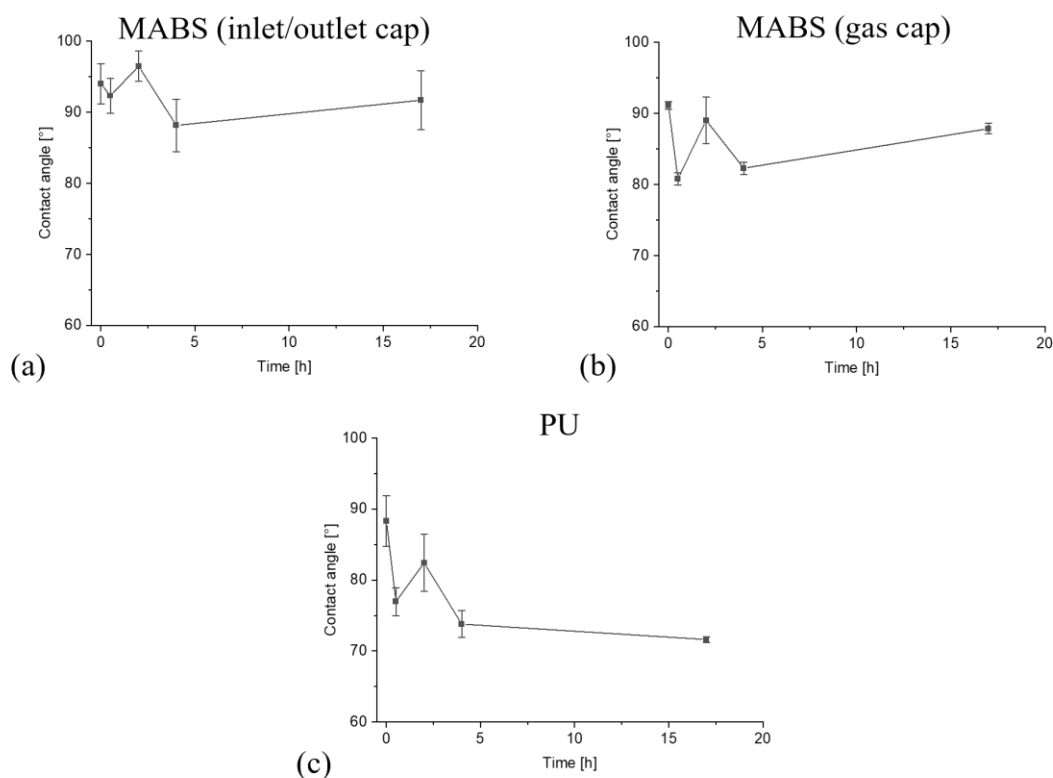 MABS (inlet/outlet cap)
100
90
80
70
60
Contact angle [°]
0 5 10 15 20
Time [h]
(a)
MABS (gas cap)
100
90
80
70
60
Contact angle [°]
0 5 10 15 20
Time [h]
(b)
PU
100
90
80
70
60
Contact angle [°]
0 5 10 15 20
Time [h]
(c)